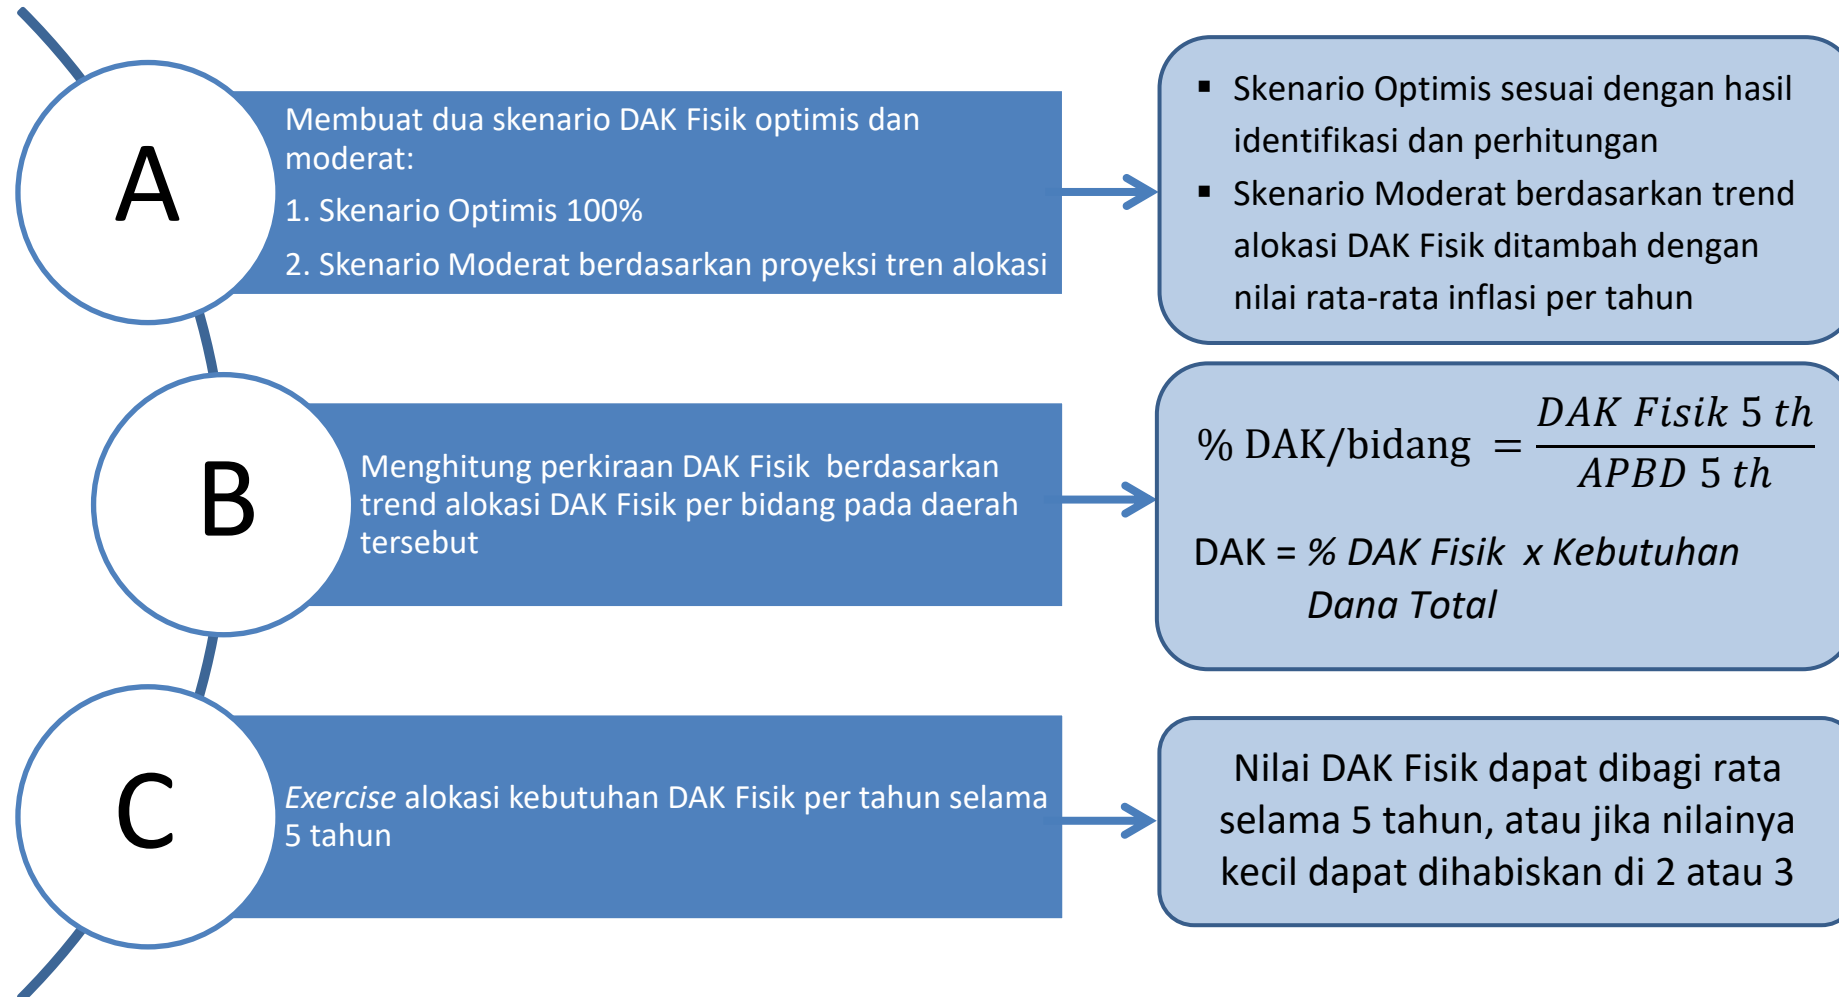 A
Membuat dua skenario DAK Fisik optimis dan
moderat:
1. Skenario Optimis 100%
2. Skenario Moderat berdasarkan proyeksi tren alokasi
▪ Skenario Optimis sesuai dengan hasil
identifikasi dan perhitungan
▪ Skenario Moderat berdasarkan trend
alokasi DAK Fisik ditambah dengan
nilai rata-rata inflasi per tahun
B
Menghitung perkiraan DAK Fisik berdasarkan
trend alokasi DAK Fisik per bidang pada daerah
tersebut
% DAK/bidang = DAK Fisik 5 th
APBD 5 th
DAK = % DAK Fisik x Kebutuhan
Dana Total
C
Exercise alokasi kebutuhan DAK Fisik per tahun selama
5 tahun
Nilai DAK Fisik dapat dibagi rata
selama 5 tahun, atau jika nilainya
kecil dapat dihabiskan di 2 atau 3